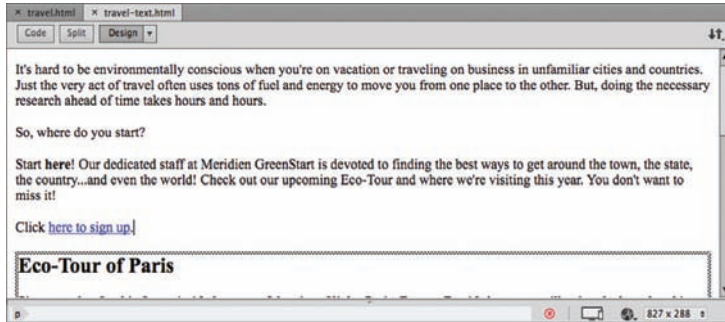 × travel.html × travel-text.html
Code Split Design
It's hard to be environmentally conscious when you're on vacation or traveling on business in unfamiliar cities and countries.
Just the very act of travel often uses tons of fuel and energy to move you from one place to the other. But, doing the necessary
research ahead of time takes hours and hours.
So, where do you start?
Start here! Our dedicated staff at Meridien GreenStart is devoted to finding the best ways to get around the town, the state,
the country...and even the world! Check out our upcoming Eco-Tour and where we're visiting this year. You don't want to
miss it!
Click here to sign up.
Eco-Tour of Paris
p 827 x 288